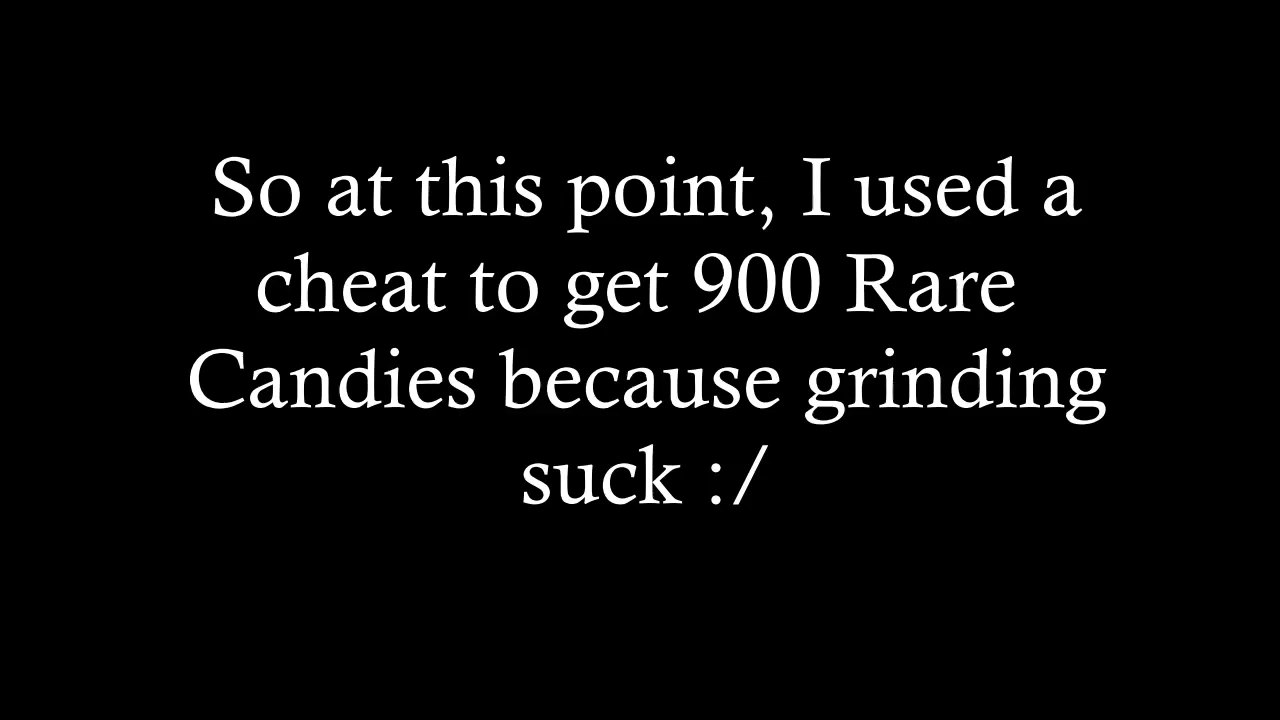 So at this point, I used a
cheat to get 900 Rare
Candies because grinding
suck :/